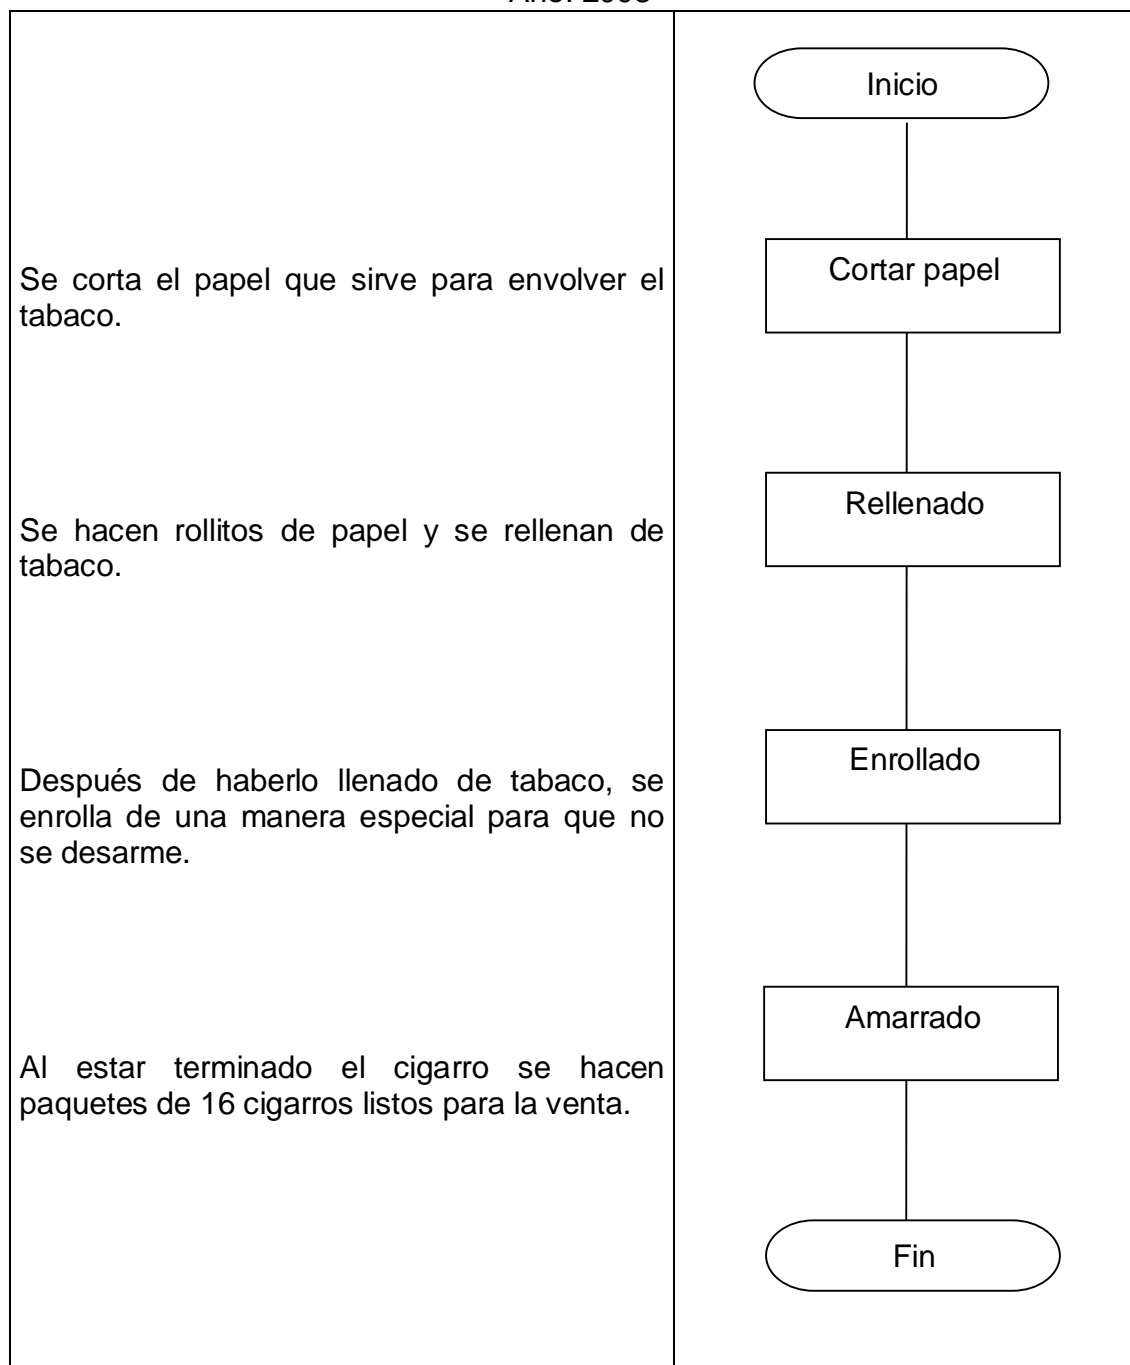 Inicio
Se corta el papel que sirve para envolver el
tabaco.
Cortar papel
Se hacen rollitos de papel y se rellenan de
tabaco.
Rellenado
Después de haberlo llenado de tabaco, se
enrolla de una manera especial para que no
se desarme.
Enrollado
Al estar terminado el cigarro se hacen
paquetes de 16 cigarros listos para la venta.
Amarrado
Fin